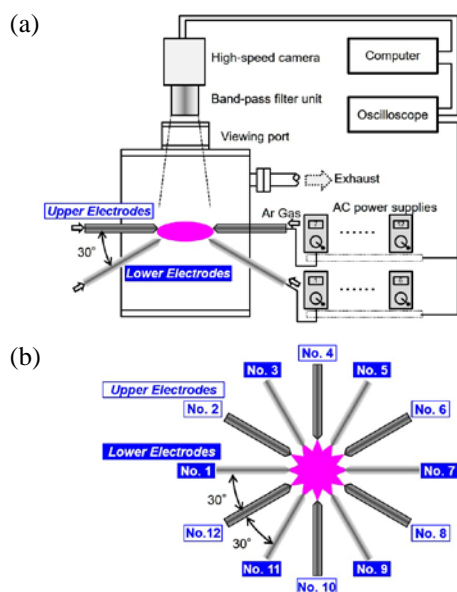 (a)
High-speed camera
Band-pass filter unit
Viewing port
Computer
Oscilloscope
Exhaust
Upper Electrodes
Ar Gas
AC power supplies
30°
Lower Electrodes
(b)
No. 4
No. 3
No. 5
Upper Electrodes
No. 2
No. 6
Lower Electrodes
No. 1
No. 7
30°
No.12
No. 8
30°
No. 11
No. 9
No. 10